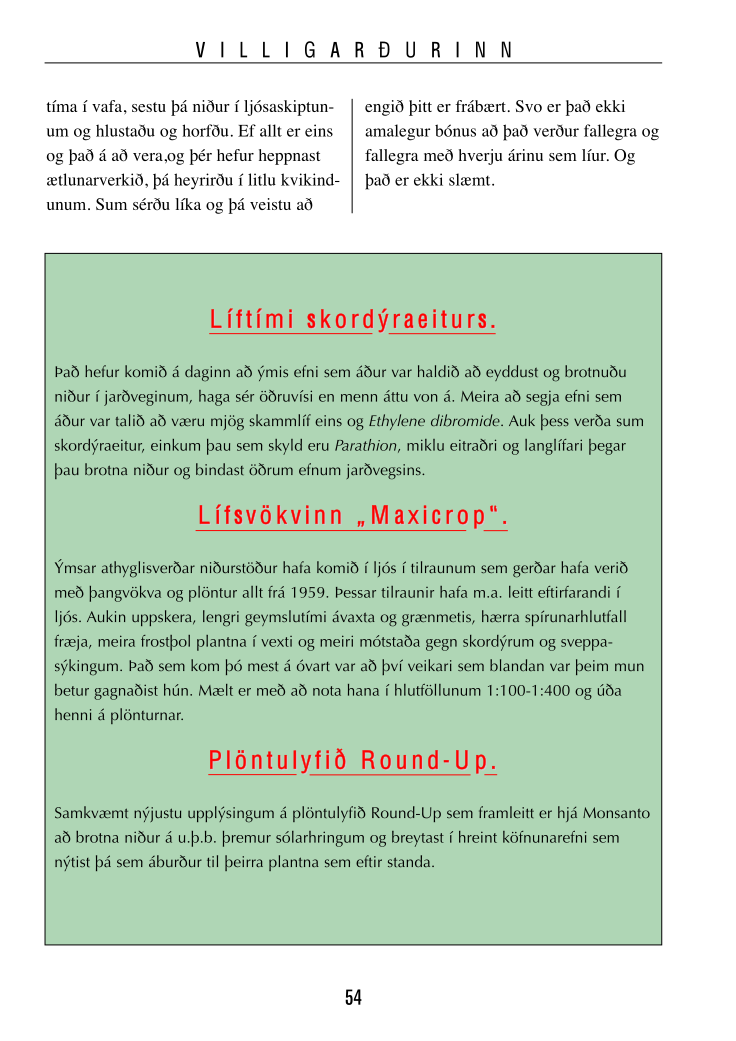 VILLIGARÐURINN
tíma í vafa, sestu þá niður í ljósaskiptun-
um og hlustaðu og horfðu. Ef allt er eins
og það á að vera,og þér hefur heppnast
ætlunarverkið, þá heyrirðu í litlu kvikind-
unum. Sum sérðu líka og þá veistu að
engið þitt er frábært. Svo er það ekki
amalegur bónus að það verður fallegra og
fallegra með hverju árinu sem líur. Og
það er ekki slæmt.
Líftími skordýraeiturs.
Það hefur komið á daginn að ýmis efni sem áður var haldið að eyddust og brotnuðu
niður í jarðveginum, haga sér öðruvísi en menn áttu von á. Meira að segja efni sem
áður var talið að væru mjög skammlíf eins og Ethylene dibromide. Auk þess verða sum
skordýraeitur, einkum þau sem skyld eru Parathion, miklu eitraðri og langlífari þegar
þau brotna niður og bindast öðrum efnum jarðvegsins.
Lífsvökvinn „Maxicrop“.
Ýmsar athyglisverðar niðurstöður hafa komið í ljós í tilraunum sem gerðar hafa verið
með þangvökva og plöntur allt frá 1959. Þessar tilraunir hafa m.a. leitt eftirfarandi í
ljós. Aukin uppskera, lengri geymslutími ávaxta og grænmetis, hærra spírunarhlutfall
fræja, meira frostþol plantna í vexti og meiri mótstaða gegn skordýrum og sveppa-
sýkingum. Það sem kom þó mest á óvart var að því veikari sem blandan var þeim mun
betur gagnaðist hún. Mælt er með að nota hana í hlutföllunum 1:100-1:400 og úða
henni á plönturnar.
Plöntulyfið Round-Up.
Samkvæmt nýjustu upplýsingum á plöntulyfið Round-Up sem framleitt er hjá Monsanto
að brotna niður á u.þ.b. þremur sólarhringum og breytast í hreint köfnunarefni sem
nýtist þá sem áburður til þeirra plantna sem eftir standa.
54